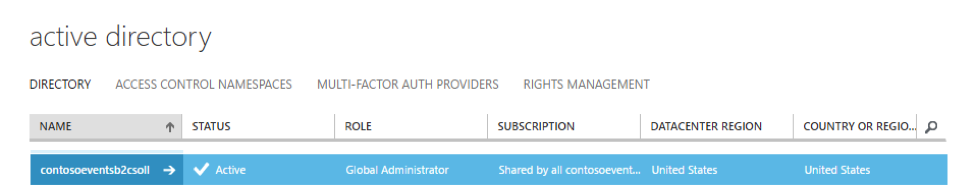 active directory
DIRECTORY ACCESS CONTROL NAMESPACES MULTI-FACTOR AUTH PROVIDERS RIGHTS MANAGEMENT
NAME STATUS ROLE SUBSCRIPTION DATACENTER REGION COUNTRY OR REGIO...
contosoeventsb2csoll Active Global Administrator Shared by all contosoevent... United States United States